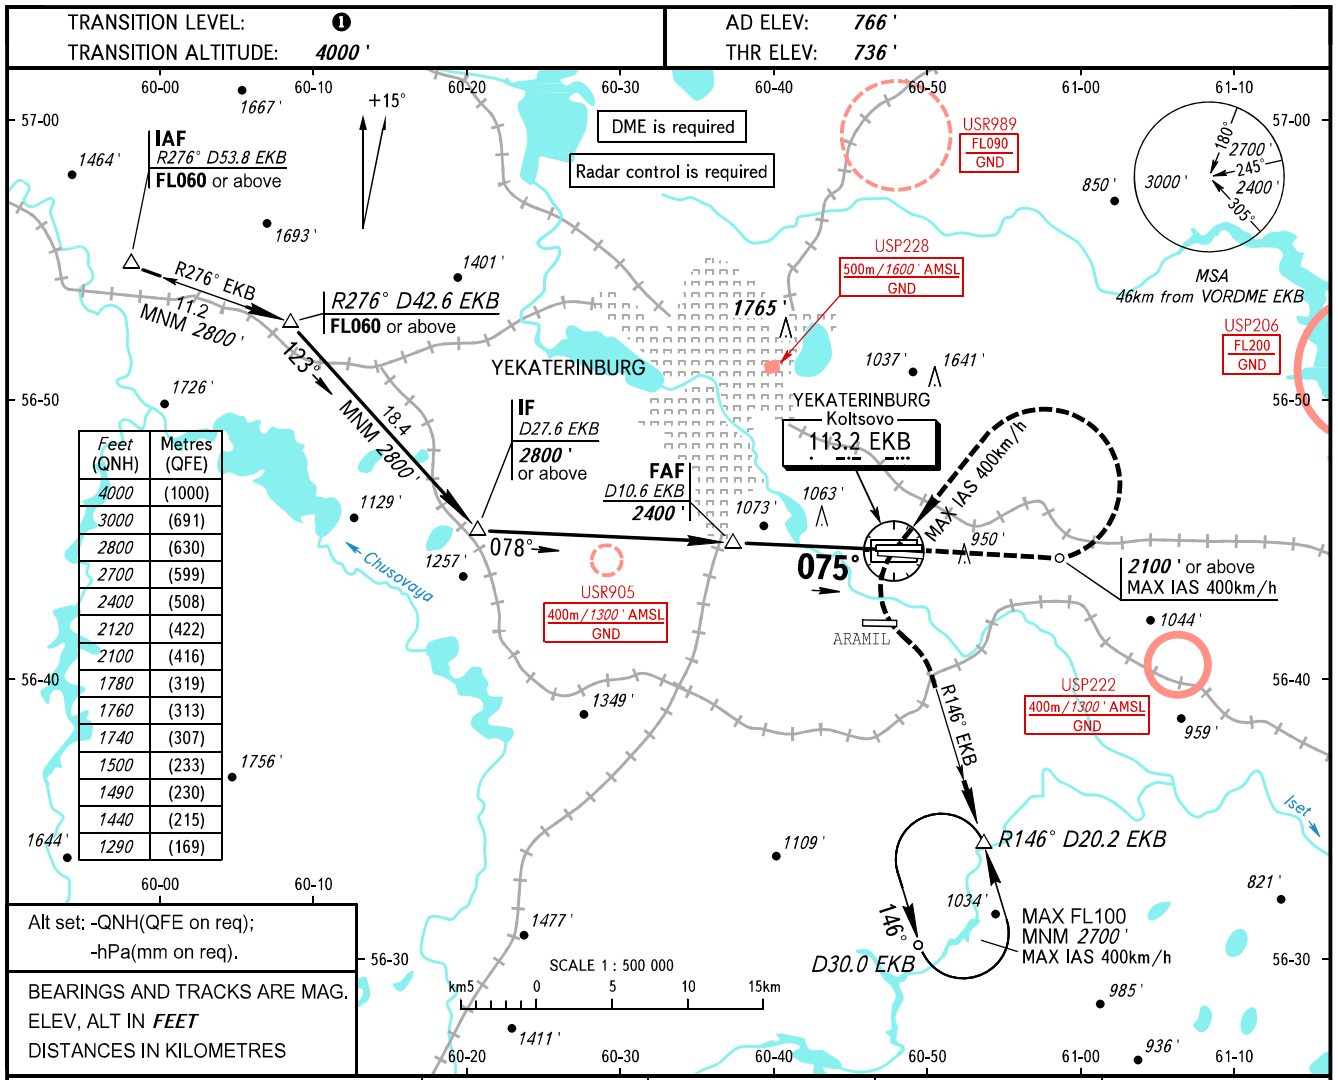 TRANSITION LEVEL: 1
TRANSITION ALTITUDE: 4000 '
AD ELEV: 766 '
THR ELEV: 736 '
60-00
60-10
60-20
60-30
60-40
60-50
61-00
61-10
57-00
57-00
1667 '
+15°
DME is required
Radar control is required
USR989
FL090
GND
180°
2700 '
245°
2400 '
305°
3000 '
MSA
46km from VORDME EKB
IAF
R276° D53.8 EKB
FL060 or above
1464 '
1693 '
850 '
1401 '
USP228
500m/1600 ' AMSL
GND
R276° EKB
11.2
MNM 2800 '
R276° D42.6 EKB
FL060 or above
1765 '
USP206
FL200
GND
123°
18.4
MNM 2800 '
YEKATERINBURG
1037 '
1641 '
1726 '
56-50
56-50
YEKATERINBURG
Koltsovo
113.2 EKB
IF
D27.6 EKB
2800 '
or above
MAX IAS 400km/h
Feet (QNH) Metres (QFE)
4000 (1000)
3000 (691)
2800 (630)
2700 (599)
2400 (508)
2120 (422)
2100 (416)
1780 (319)
1760 (313)
1740 (307)
1500 (233)
1490 (230)
1440 (215)
1290 (169)
FAF
D10.6 EKB
2400 '
1129 '
1073 '
1063 '
950 '
1257 '
Chusovaya
078°
075°
2100 ' or above
MAX IAS 400km/h
USR905
400m/1300 ' AMSL
GND
ARAMIL
1044 '
56-40
56-40
1349 '
R146° EKB
USP222
400m/1300 ' AMSL
GND
959 '
1756 '
Iset
1644 '
1109 '
R146° D20.2 EKB
60-00
60-10
821 '
1034 '
146°
D30.0 EKB
MAX FL100
MNM 2700 '
MAX IAS 400km/h
1477 '
56-30
56-30
SCALE 1 : 500 000
km5 0 5 10 15km
985 '
1411 '
936 '
Alt set: -QNH(QFE on req);
-hPa(mm on req).
BEARINGS AND TRACKS ARE MAG.
ELEV, ALT IN FEET
DISTANCES IN KILOMETRES
60-20
60-30
60-40
60-50
61-00
61-10